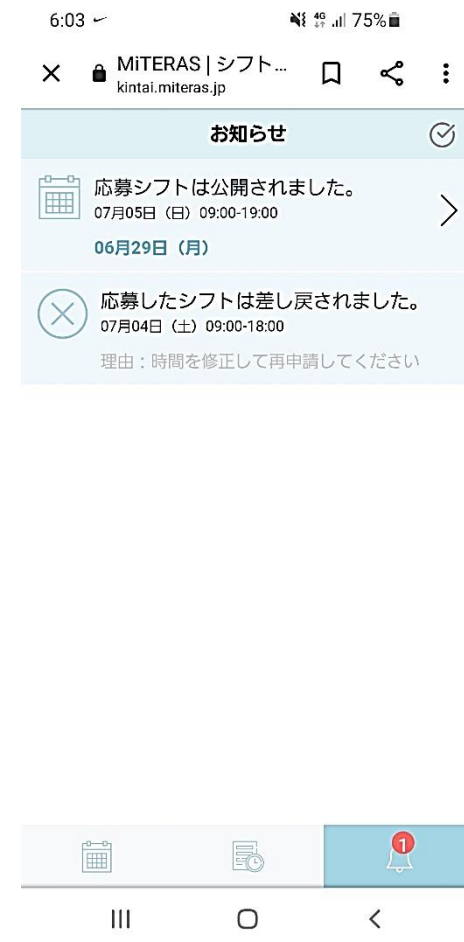 6:03
4G 75%
MiTERAS | シフト...
kintai.miteras.jp
お知らせ
応募シフトは公開されました。
07月05日（日）09:00-19:00
06月29日（月）
応募したシフトは差し戻されました。
07月04日（土）09:00-18:00
理由：時間を修正して再申請してください
1